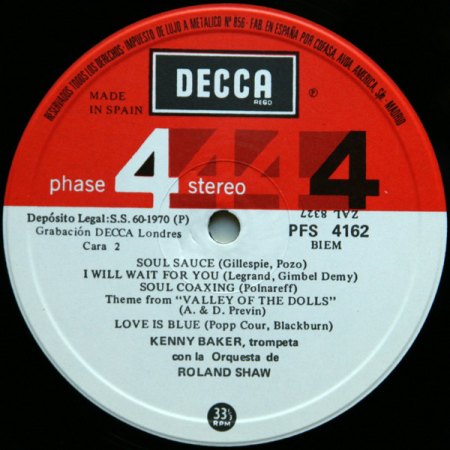 RESERVADOS TODOS LOS DERECHOS·IMPUESTO DE LUJO A METALICO Nº 856·FAB. EN ESPAÑA POR COFASA. AVDA. AMERICA, SN·MADRID
DECCA
REGD
MADE
IN SPAIN
℗
phase 4 stereo 4 4 4
ZAL 8327
Depósito Legal:S.S. 60-1970 (P)
PFS 4162
Grabación DECCA Londres
BIEM
Cara 2
SOUL SAUCE (Gillespie, Pozo)
I WILL WAIT FOR YOU (Legrand, Gimbel Demy)
SOUL COAXING (Polnareff)
Theme from "VALLEY OF THE DOLLS"
(A. & D. Previn)
LOVE IS BLUE (Popp Cour, Blackburn)
KENNY BAKER, trompeta
con la Orquesta de
ROLAND SHAW
33⅓
RPM